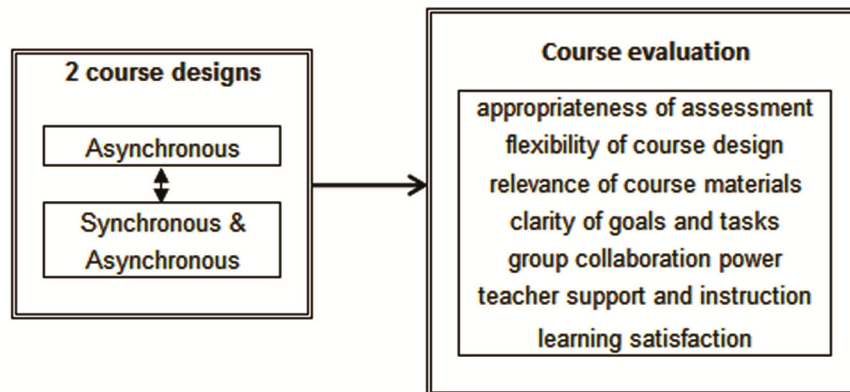 2 course designs
Asynchronous
Synchronous &
Asynchronous
Course evaluation
appropriateness of assessment
flexibility of course design
relevance of course materials
clarity of goals and tasks
group collaboration power
teacher support and instruction
learning satisfaction